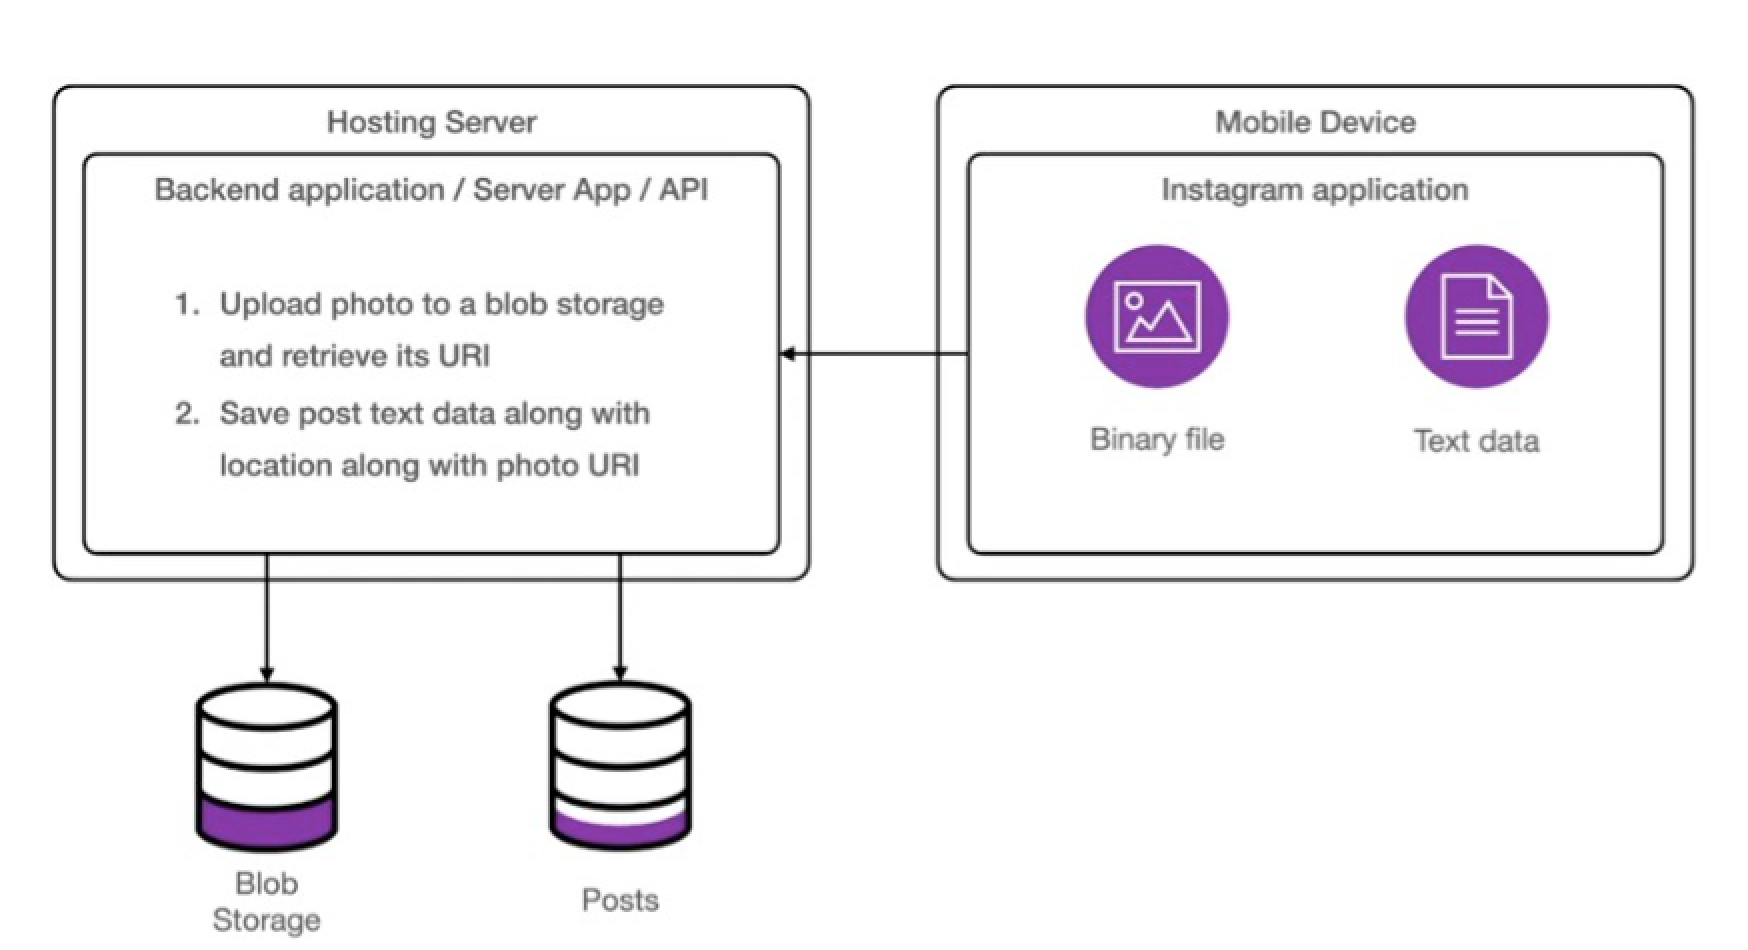 Hosting Server
Backend application / Server App / API
1. Upload photo to a blob storage
and retrieve its URI
2. Save post text data along with
location along with photo URI
Mobile Device
Instagram application
Binary file
Text data
Blob
Storage
Posts